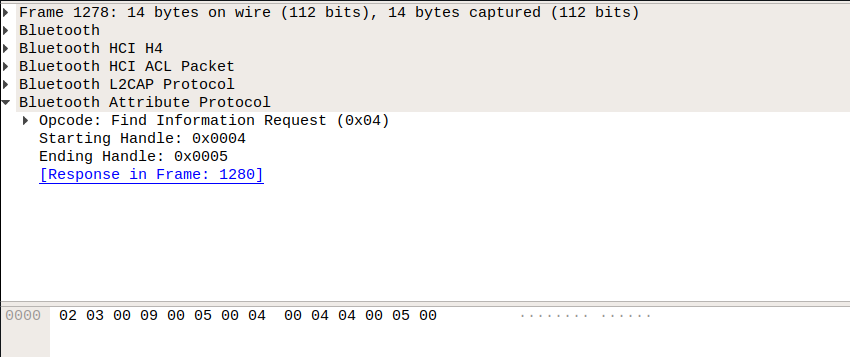 Frame 1278: 14 bytes on wire (112 bits), 14 bytes captured (112 bits)
Bluetooth
Bluetooth HCI H4
Bluetooth HCI ACL Packet
Bluetooth L2CAP Protocol
Bluetooth Attribute Protocol
Opcode: Find Information Request (0x04)
Starting Handle: 0x0004
Ending Handle: 0x0005
[Response in Frame: 1280]
0000 02 03 00 09 00 05 00 04 00 04 04 00 05 00 ········ ······